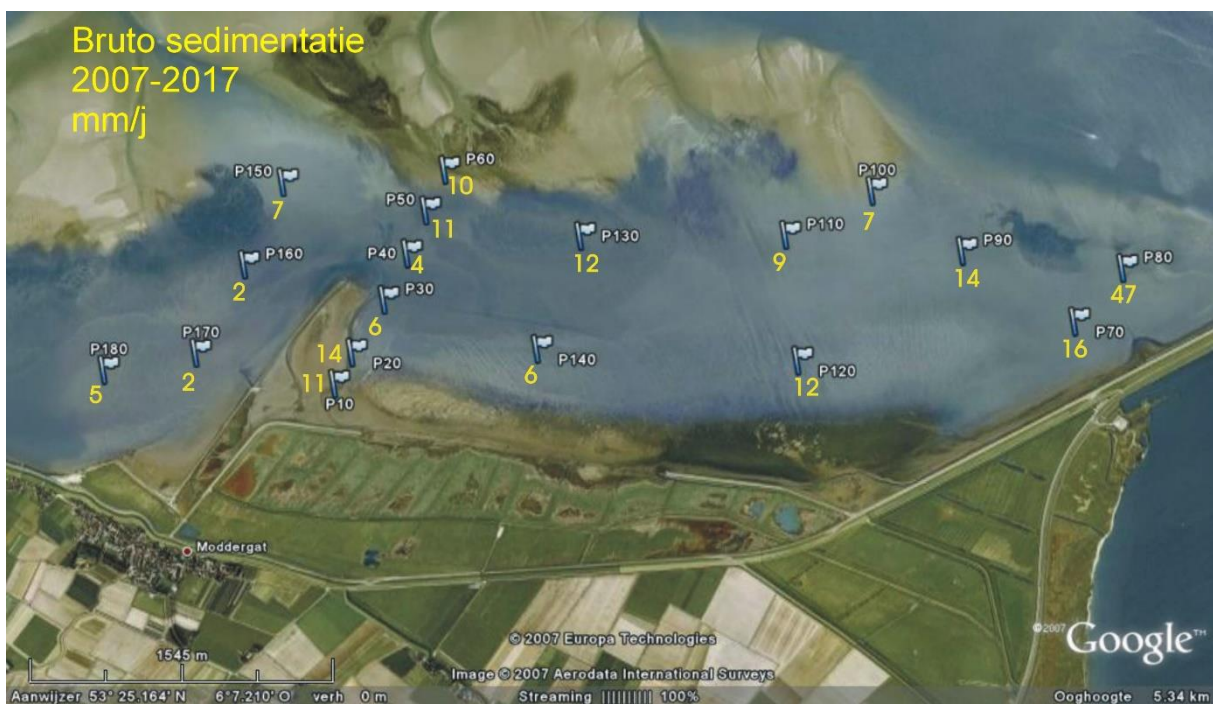 Bruto sedimentatie
2007-2017
mm/j
P150
7
P60
10
P50
11
P100
7
P160
2
P40
4
P130
12
P110
9
P90
14
P80
47
P30
6
P180
5
P170
2
14
P20
11
P10
P140
6
P120
12
P70
16
Moddergat
1545 m
© 2007 Europa Technologies
Image © 2007 Aerodata International Surveys
©2007 Google™
Aanwijzer 53° 25.164' N 6°7.210' O verh 0 m Streaming |||||||||| 100% Ooghoogte 5.34 km